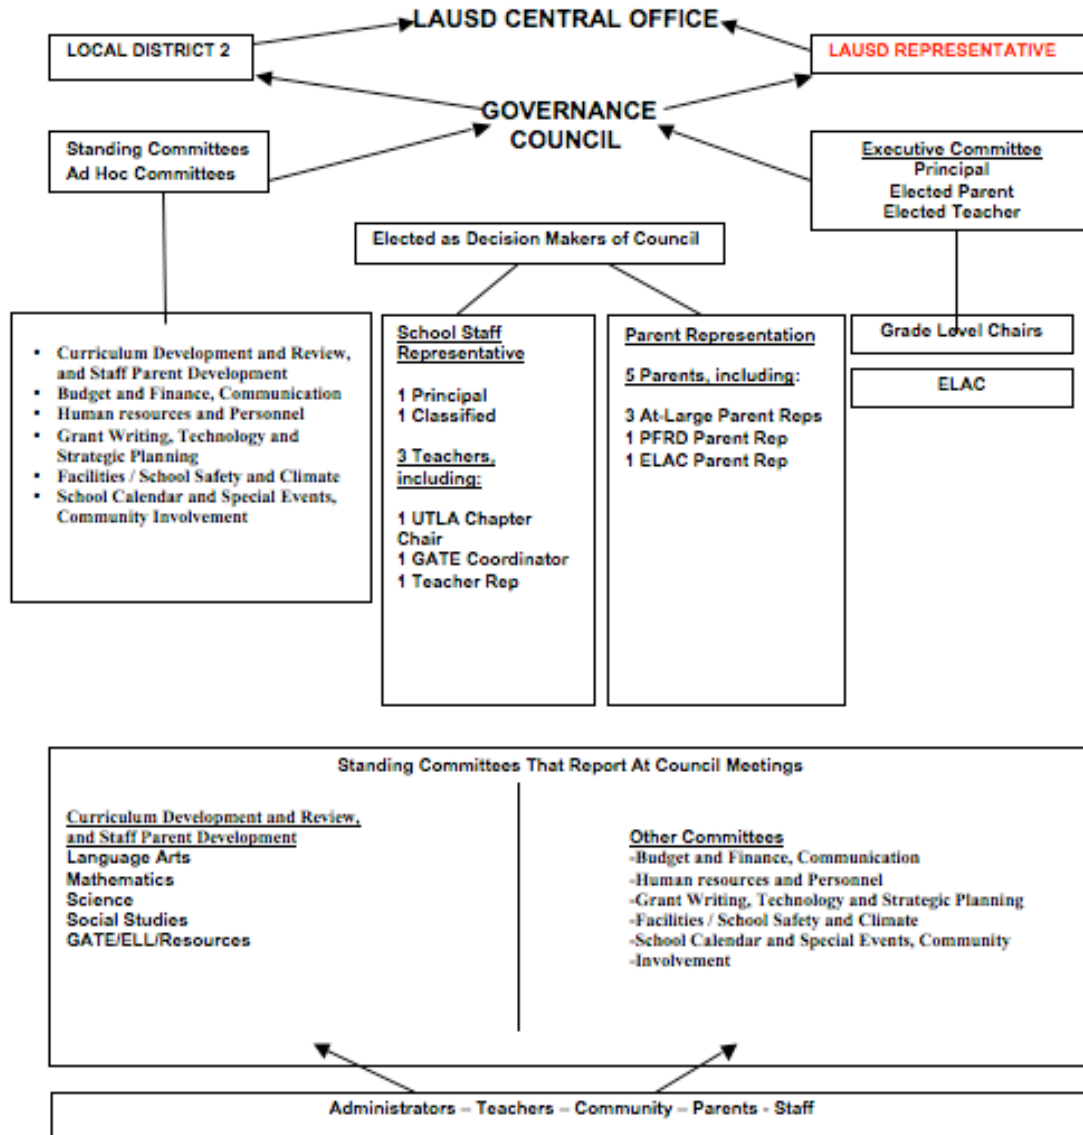 LAUSD CENTRAL OFFICE
LOCAL DISTRICT 2
LAUSD REPRESENTATIVE
GOVERNANCE
COUNCIL
Standing Committees
Ad Hoc Committees
Executive Committee
Principal
Elected Parent
Elected Teacher
Elected as Decision Makers of Council
▪ Curriculum Development and Review,
and Staff Parent Development
▪ Budget and Finance, Communication
▪ Human resources and Personnel
▪ Grant Writing, Technology and
Strategic Planning
▪ Facilities / School Safety and Climate
▪ School Calendar and Special Events,
Community Involvement
School Staff
Representative
1 Principal
1 Classified
3 Teachers,
including:
1 UTLA Chapter
Chair
1 GATE Coordinator
1 Teacher Rep
Parent Representation
5 Parents, including:
3 At-Large Parent Reps
1 PFRD Parent Rep
1 ELAC Parent Rep
Grade Level Chairs
ELAC
Standing Committees That Report At Council Meetings
Curriculum Development and Review,
and Staff Parent Development
Language Arts
Mathematics
Science
Social Studies
GATE/ELL/Resources
Other Committees
-Budget and Finance, Communication
-Human resources and Personnel
-Grant Writing, Technology and Strategic Planning
-Facilities / School Safety and Climate
-School Calendar and Special Events, Community
-Involvement
Administrators – Teachers – Community – Parents - Staff